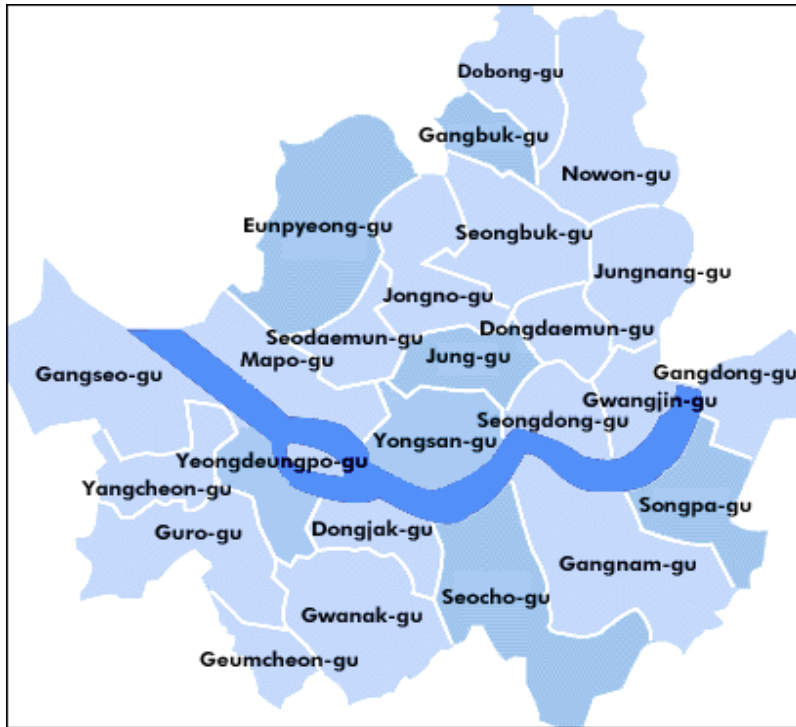 Dobong-gu
Gangbuk-gu
Nowon-gu
Eunpyeong-gu
Seongbuk-gu
Jungnang-gu
Jongno-gu
Dongdaemun-gu
Seodaemun-gu
Mapo-gu
Jung-gu
Gangseo-gu
Gangdong-gu
Gwangjin-gu
Seongdong-gu
Yongsan-gu
Yeongdeungpo-gu
Yangcheon-gu
Songpa-gu
Guro-gu
Dongjak-gu
Gangnam-gu
Seocho-gu
Gwanak-gu
Geumcheon-gu